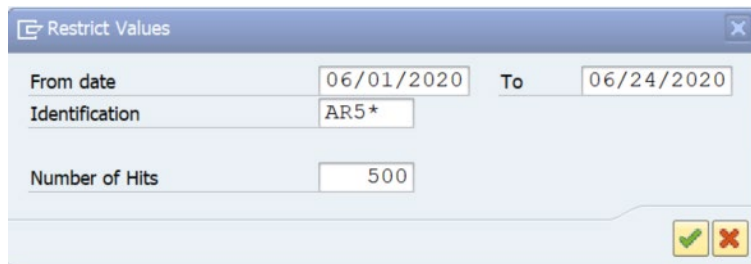 Restrict Values
From date 06/01/2020 To 06/24/2020
Identification AR5*
Number of Hits 500